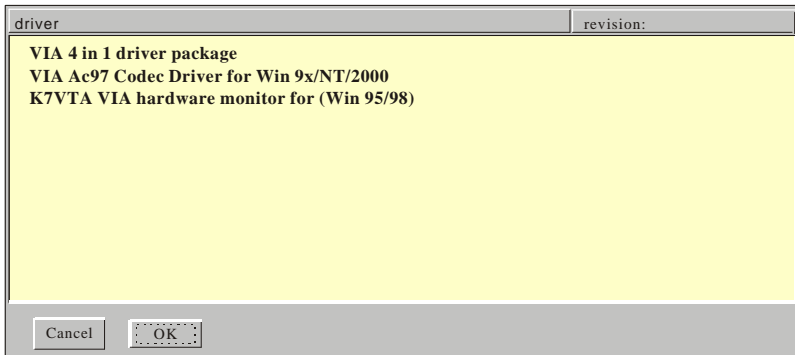 driver revision:
VIA 4 in 1 driver package
VIA Ac97 Codec Driver for Win 9x/NT/2000
K7VTA VIA hardware monitor for (Win 95/98)
Cancel OK